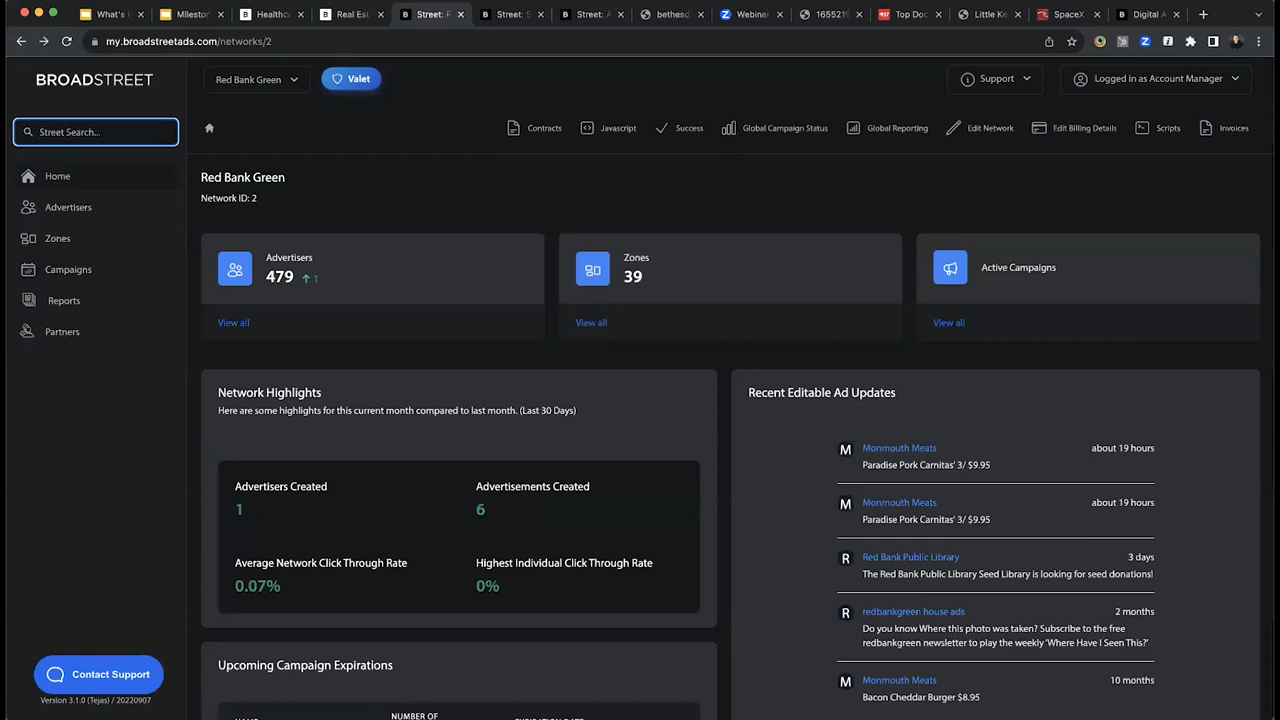 What's
Milestor
Healthca
Real Est
Street: F
Street: S
Street: A
bethesd
Webinar
1655219
Top Doc
Little Ke
SpaceX
Digital A
my.broadstreetads.com/networks/2
BROADSTREET
Red Bank Green
Valet
Support
Logged in as Account Manager
Street Search...
Contracts
Javascript
Success
Global Campaign Status
Global Reporting
Edit Network
Edit Billing Details
Scripts
Invoices
Home
Advertisers
Zones
Campaigns
Reports
Partners
Red Bank Green
Network ID: 2
Advertisers
479 ↑ 1
View all
Zones
39
View all
Active Campaigns
View all
Network Highlights
Here are some highlights for this current month compared to last month. (Last 30 Days)
Advertisers Created
1
Advertisements Created
6
Average Network Click Through Rate
0.07%
Highest Individual Click Through Rate
0%
Upcoming Campaign Expirations
NUMBER OF
Recent Editable Ad Updates
M Monmouth Meats about 19 hours
Paradise Pork Carnitas' 3/ $9.95
M Monmouth Meats about 19 hours
Paradise Pork Carnitas' 3/ $9.95
R Red Bank Public Library 3 days
The Red Bank Public Library Seed Library is looking for seed donations!
R redbankgreen house ads 2 months
Do you know Where this photo was taken? Subscribe to the free
redbankgreen newsletter to play the weekly 'Where Have I Seen This?'
M Monmouth Meats 10 months
Bacon Cheddar Burger $8.95
Contact Support
Version 3.1.0 (Tejas) / 20220907